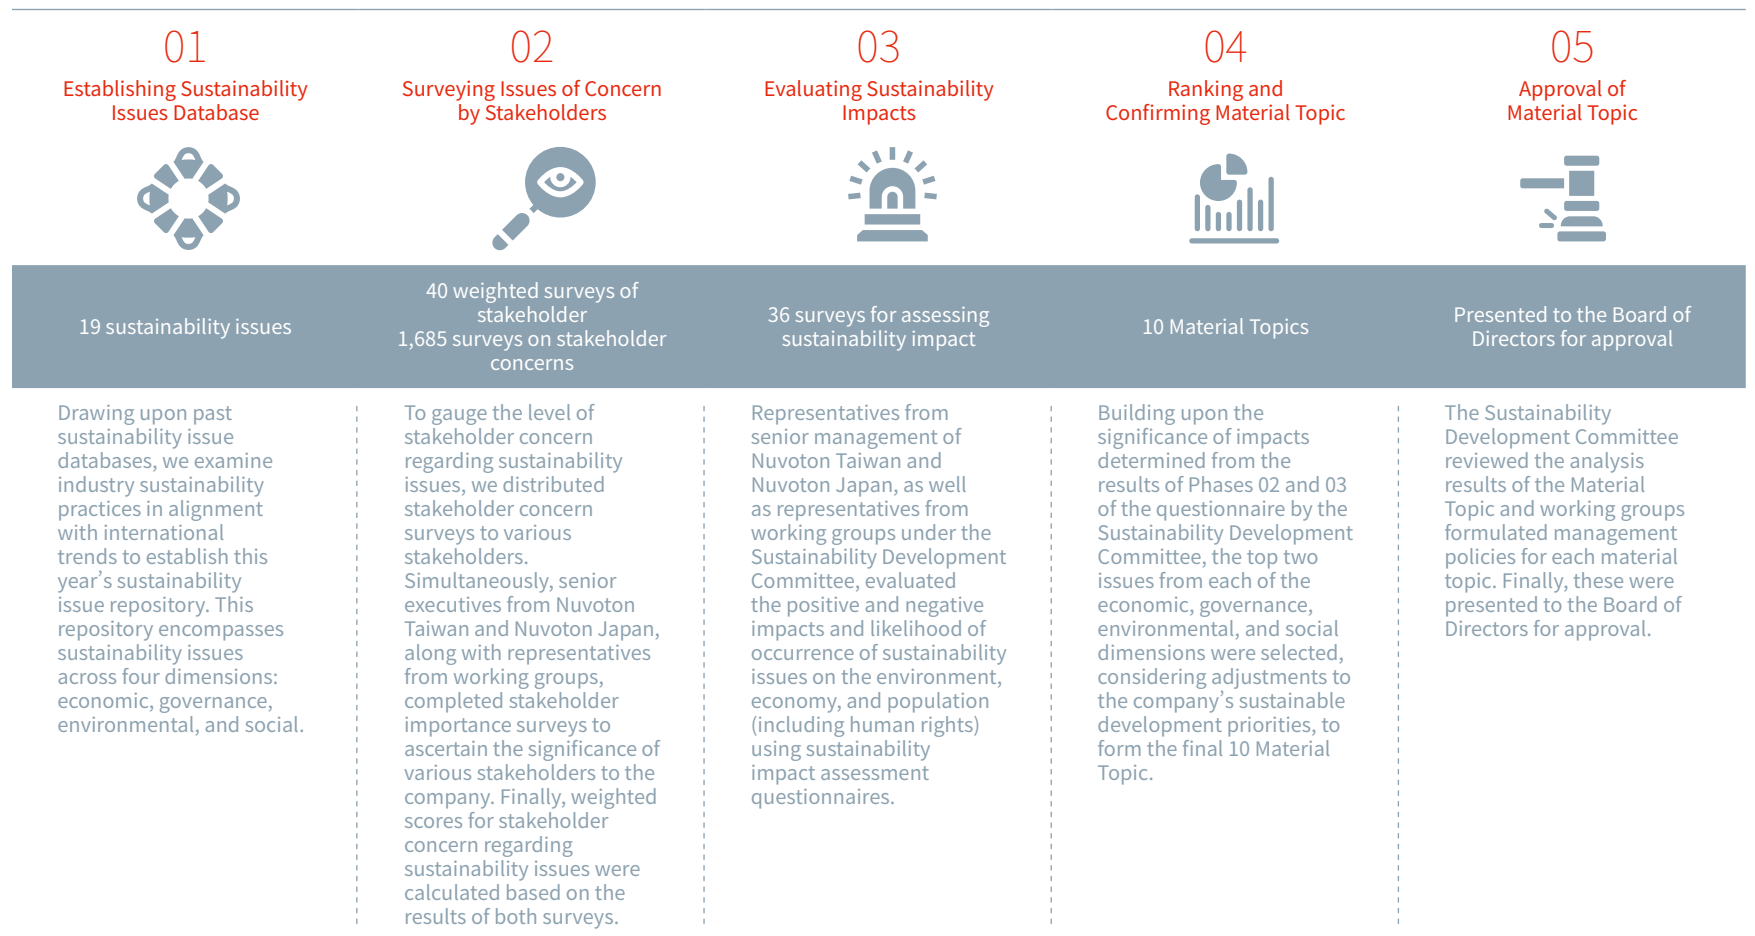 01
Establishing Sustainability
Issues Database
19 sustainability issues
Drawing upon past
sustainability issue
databases, we examine
industry sustainability
practices in alignment
with international
trends to establish this
year’s sustainability
issue repository. This
repository encompasses
sustainability issues
across four dimensions:
economic, governance,
environmental, and social.
02
Surveying Issues of Concern
by Stakeholders
40 weighted surveys of
stakeholder
1,685 surveys on stakeholder
concerns
To gauge the level of
stakeholder concern
regarding sustainability
issues, we distributed
stakeholder concern
surveys to various
stakeholders.
Simultaneously, senior
executives from Nuvoton
Taiwan and Nuvoton Japan,
along with representatives
from working groups,
completed stakeholder
importance surveys to
ascertain the significance of
various stakeholders to the
company. Finally, weighted
scores for stakeholder
concern regarding
sustainability issues were
calculated based on the
results of both surveys.
03
Evaluating Sustainability
Impacts
36 surveys for assessing
sustainability impact
Representatives from
senior management of
Nuvoton Taiwan and
Nuvoton Japan, as well
as representatives from
working groups under the
Sustainability Development
Committee, evaluated
the positive and negative
impacts and likelihood of
occurrence of sustainability
issues on the environment,
economy, and population
(including human rights)
using sustainability
impact assessment
questionnaires.
04
Ranking and
Confirming Material Topic
10 Material Topics
Building upon the
significance of impacts
determined from the
results of Phases 02 and 03
of the questionnaire by the
Sustainability Development
Committee, the top two
issues from each of the
economic, governance,
environmental, and social
dimensions were selected,
considering adjustments to
the company’s sustainable
development priorities, to
form the final 10 Material
Topic.
05
Approval of
Material Topic
Presented to the Board of
Directors for approval
The Sustainability
Development Committee
reviewed the analysis
results of the Material
Topic and working groups
formulated management
policies for each material
topic. Finally, these were
presented to the Board of
Directors for approval.